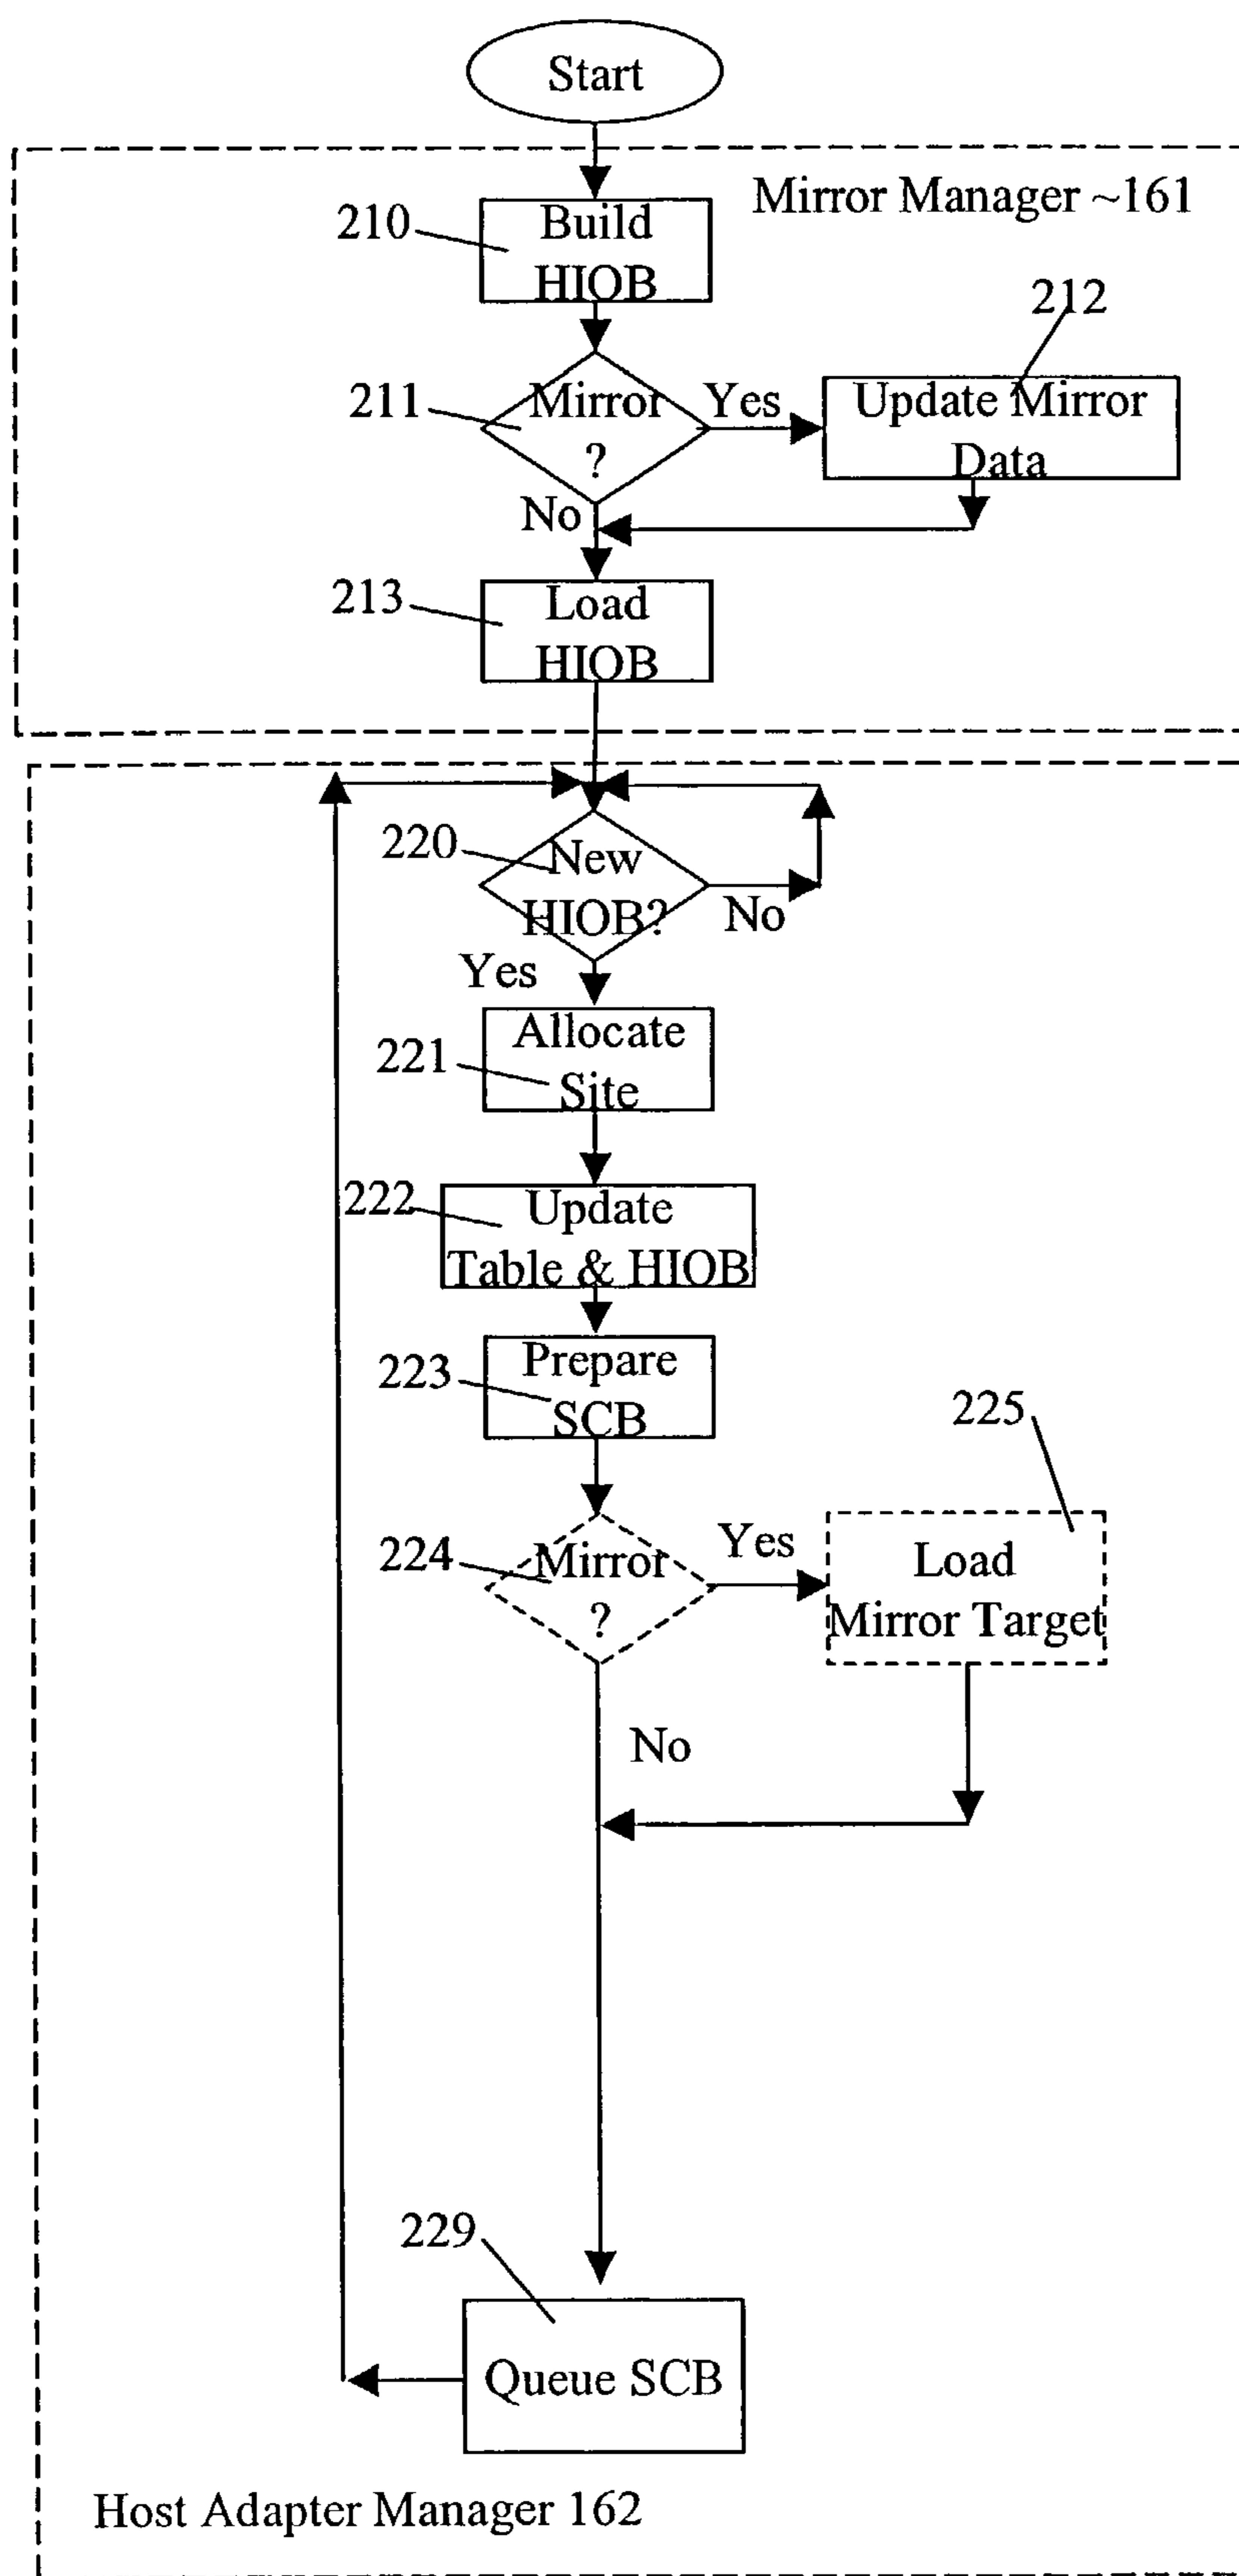 Start
Mirror Manager ~161
210
Build
HIOB
212
211
Mirror
?
Yes
Update Mirror
Data
No
213
Load
HIOB
220
New
HIOB?
No
Yes
221
Allocate
Site
222
Update
Table & HIOB
223
Prepare
SCB
225
224
Mirror
?
Yes
Load
Mirror Target
No
229
Queue SCB
Host Adapter Manager 162